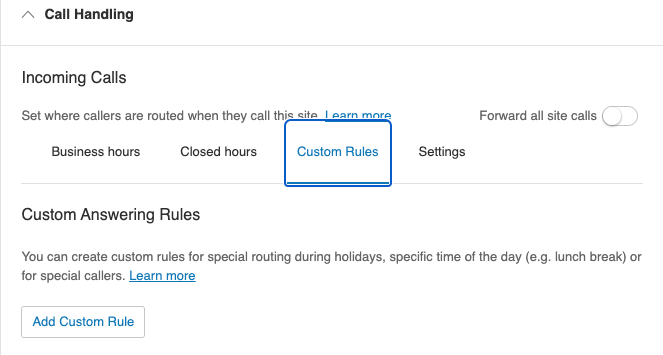 Call Handling
Incoming Calls
Set where callers are routed when they call this site. Learn more
Forward all site calls
Business hours
Closed hours
Custom Rules
Settings
Custom Answering Rules
You can create custom rules for special routing during holidays, specific time of the day (e.g. lunch break) or
for special callers. Learn more
Add Custom Rule